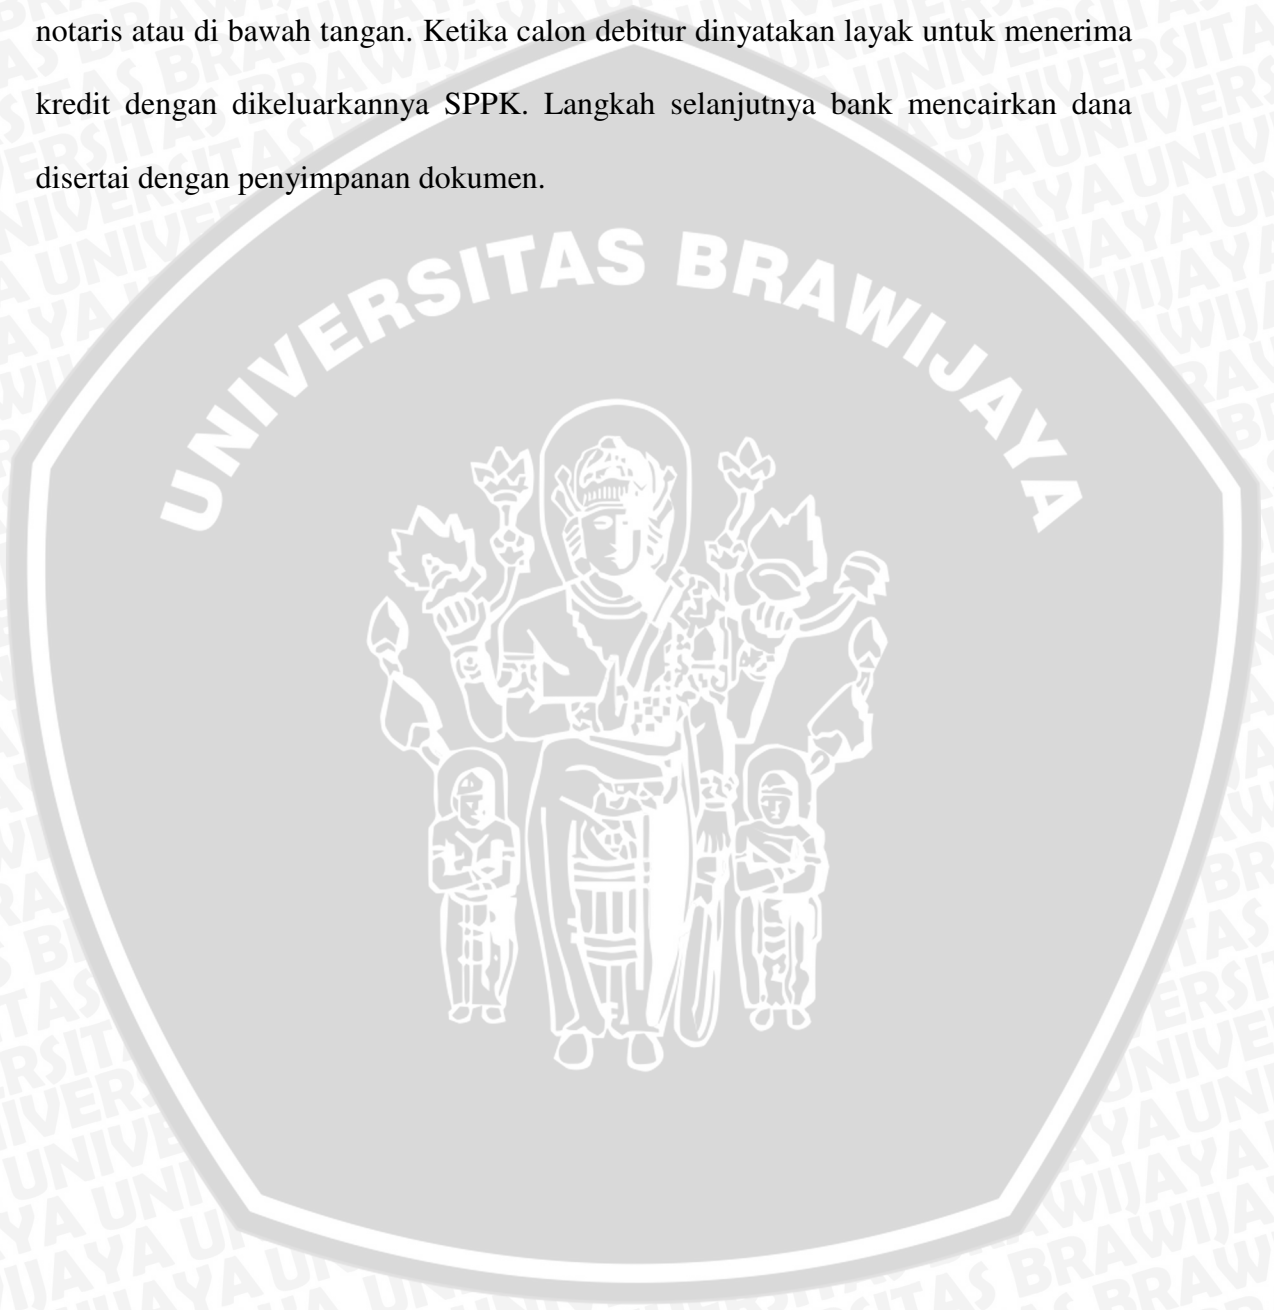 notaris atau di bawah tangan. Ketika calon debitur dinyatakan layak untuk menerima
kredit dengan dikeluarkannya SPPK. Langkah selanjutnya bank mencairkan dana
disertai dengan penyimpanan dokumen.
UNIVERSITAS BRAWIJAYA